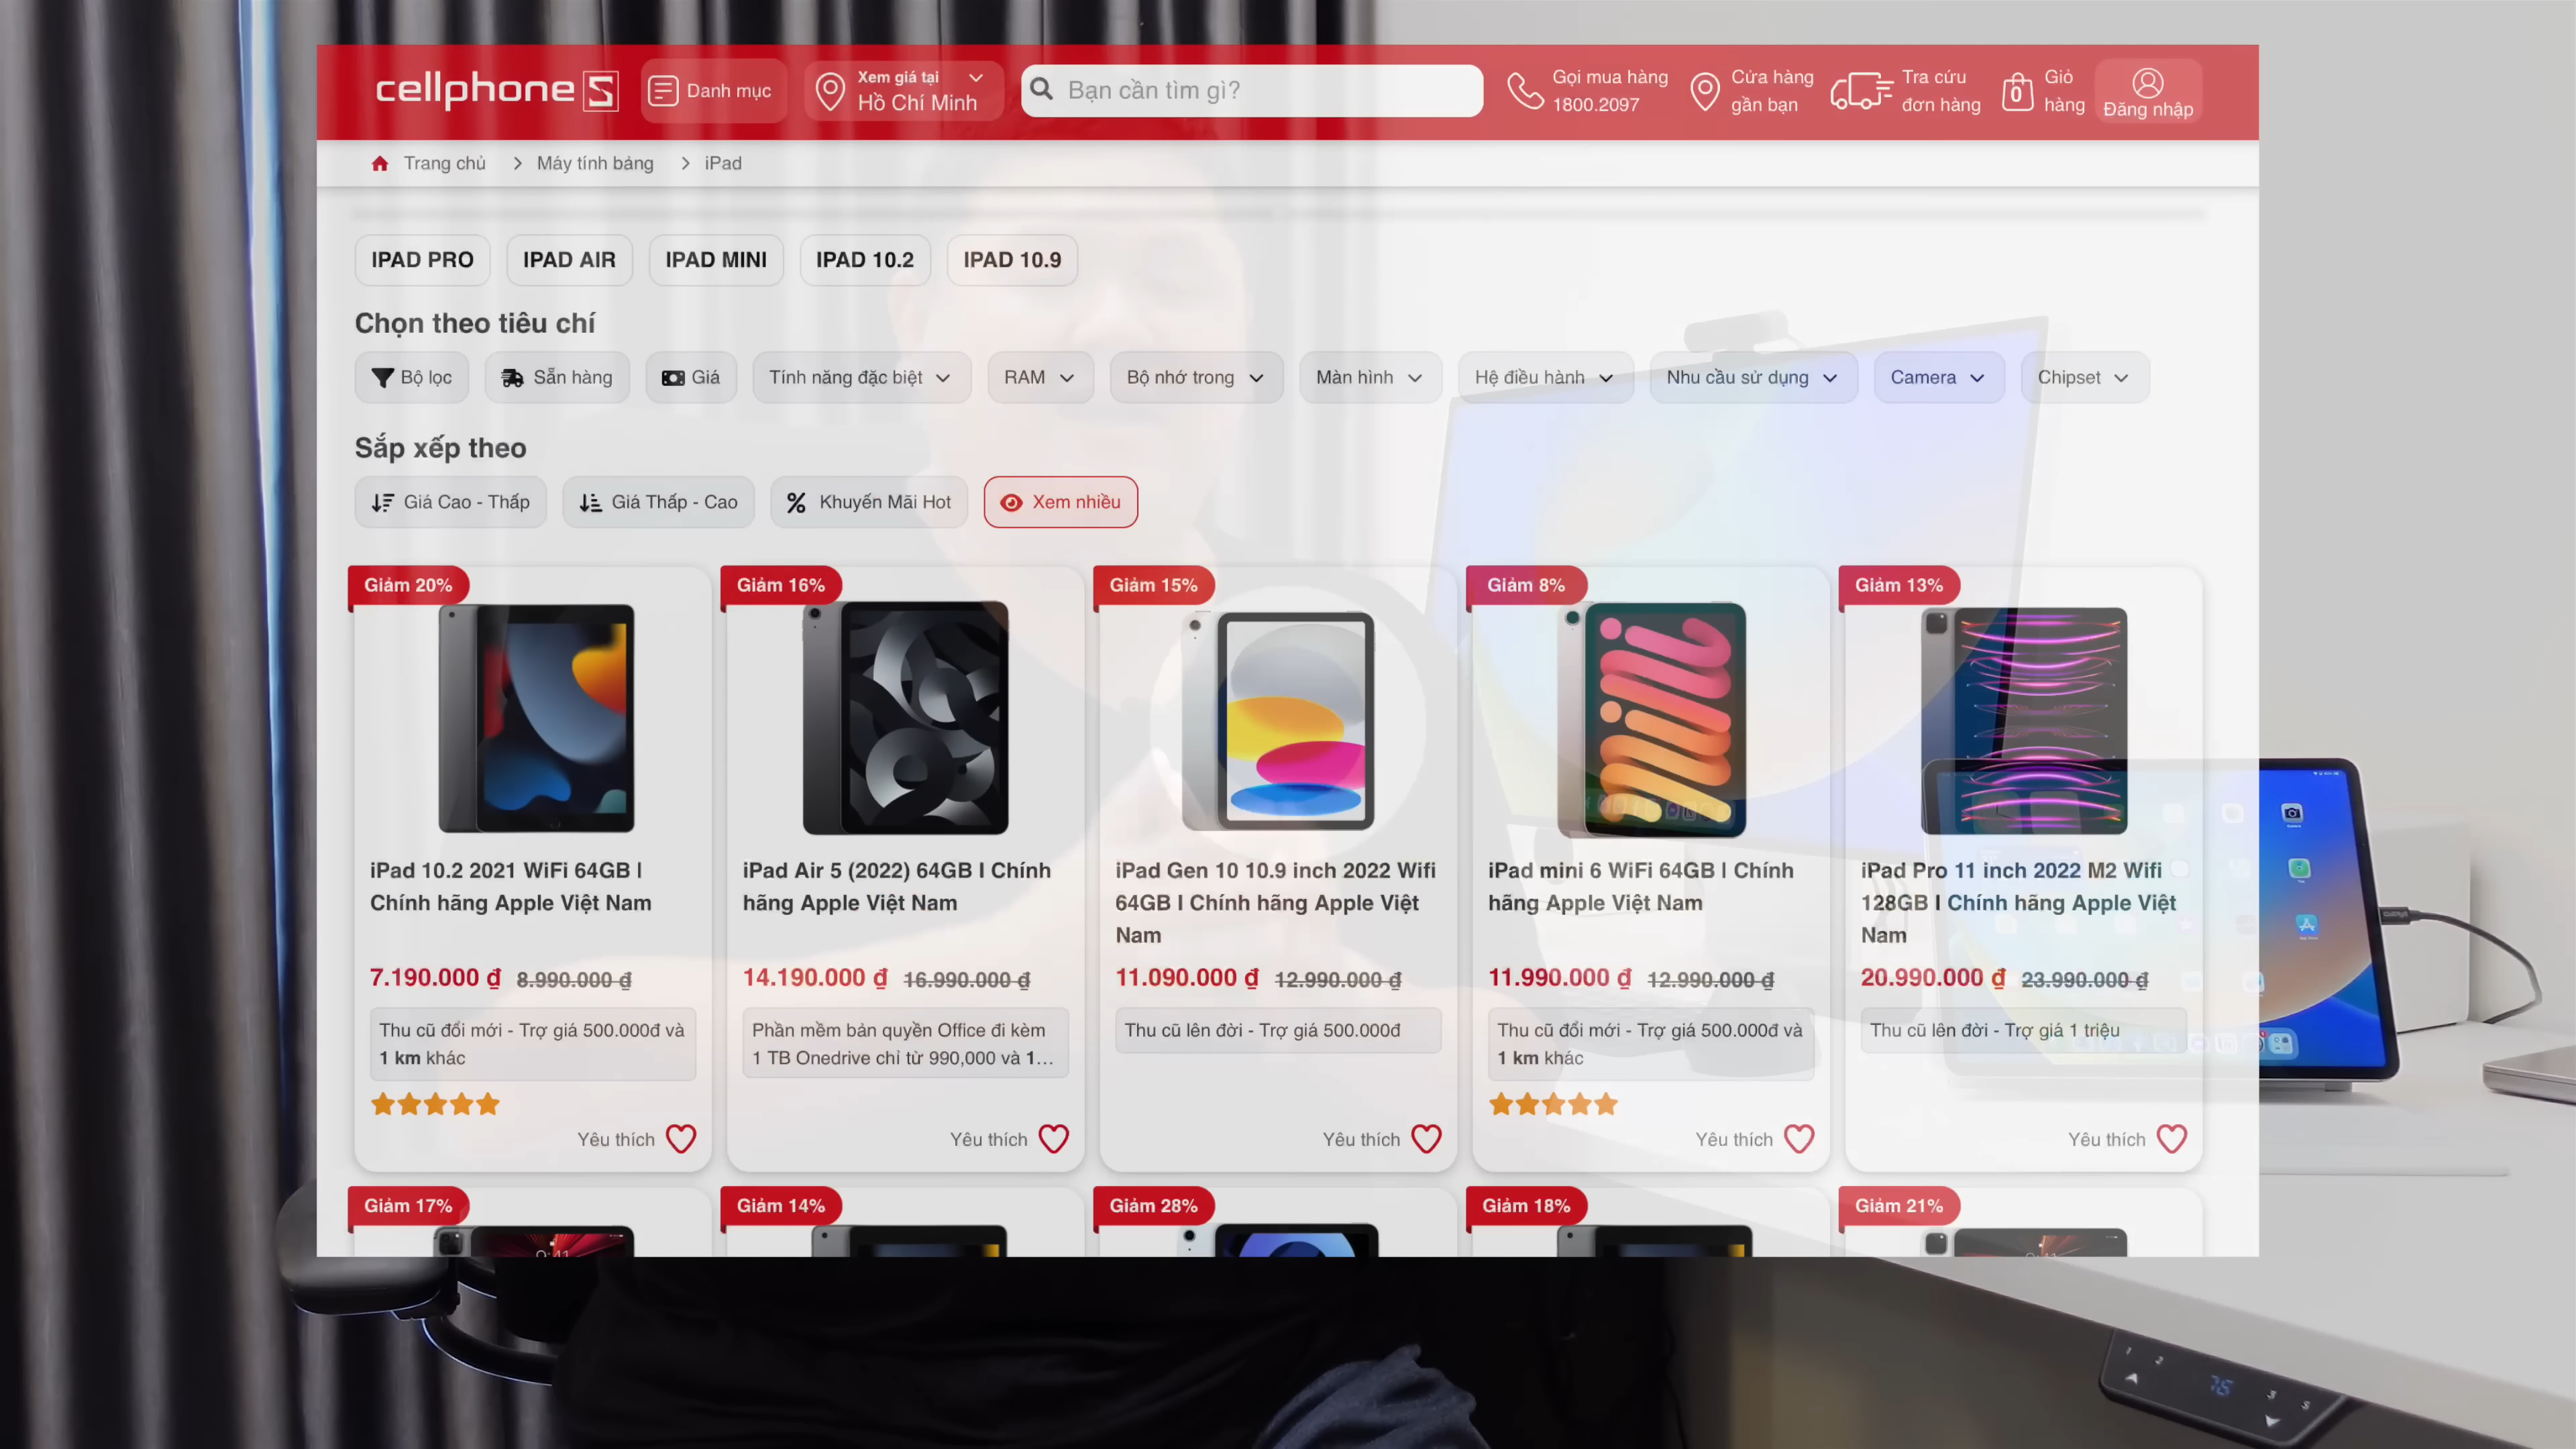 cellphoneS
Danh mục
Xem giá tại
Hồ Chí Minh
Bạn cần tìm gì?
Gọi mua hàng
1800.2097
Cửa hàng
gần bạn
Tra cứu
đơn hàng
0
Giỏ
hàng
Đăng nhập
Trang chủ
Máy tính bảng
iPad
IPAD PRO
IPAD AIR
IPAD MINI
IPAD 10.2
IPAD 10.9
Chọn theo tiêu chí
Bộ lọc
Sẵn hàng
Giá
Tính năng đặc biệt
RAM
Bộ nhớ trong
Màn hình
Hệ điều hành
Nhu cầu sử dụng
Camera
Chipset
Sắp xếp theo
Giá Cao - Thấp
Giá Thấp - Cao
Khuyến Mãi Hot
Xem nhiều
Giảm 20%
iPad 10.2 2021 WiFi 64GB I
Chính hãng Apple Việt Nam
7.190.000 ₫ 8.990.000 ₫
Thu cũ đổi mới - Trợ giá 500.000đ và
1 km khác
Yêu thích
Giảm 16%
iPad Air 5 (2022) 64GB I Chính
hãng Apple Việt Nam
14.190.000 ₫ 16.990.000 ₫
Phần mềm bản quyền Office đi kèm
1 TB Onedrive chỉ từ 990,000 và 1...
Yêu thích
Giảm 15%
iPad Gen 10 10.9 inch 2022 Wifi
64GB I Chính hãng Apple Việt
Nam
11.090.000 ₫ 12.990.000 ₫
Thu cũ lên đời - Trợ giá 500.000đ
Yêu thích
Giảm 8%
iPad mini 6 WiFi 64GB I Chính
hãng Apple Việt Nam
11.990.000 ₫ 12.990.000 ₫
Thu cũ đổi mới - Trợ giá 500.000đ và
1 km khác
Yêu thích
Giảm 13%
iPad Pro 11 inch 2022 M2 Wifi
128GB I Chính hãng Apple Việt
Nam
20.990.000 ₫ 23.990.000 ₫
Thu cũ lên đời - Trợ giá 1 triệu
Yêu thích
Giảm 17%
Giảm 14%
Giảm 28%
Giảm 18%
Giảm 21%
1
2
3